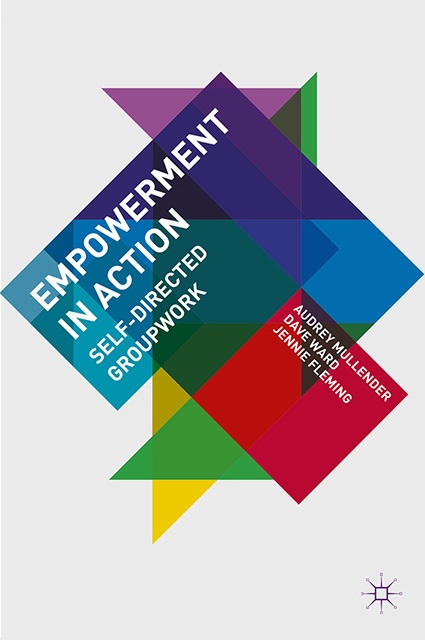 EMPOWERMENT
IN ACTION
SELF-DIRECTED
GROUPWORK
AUDREY MULLENDER
DAVE WARD
JENNIE FLEMING